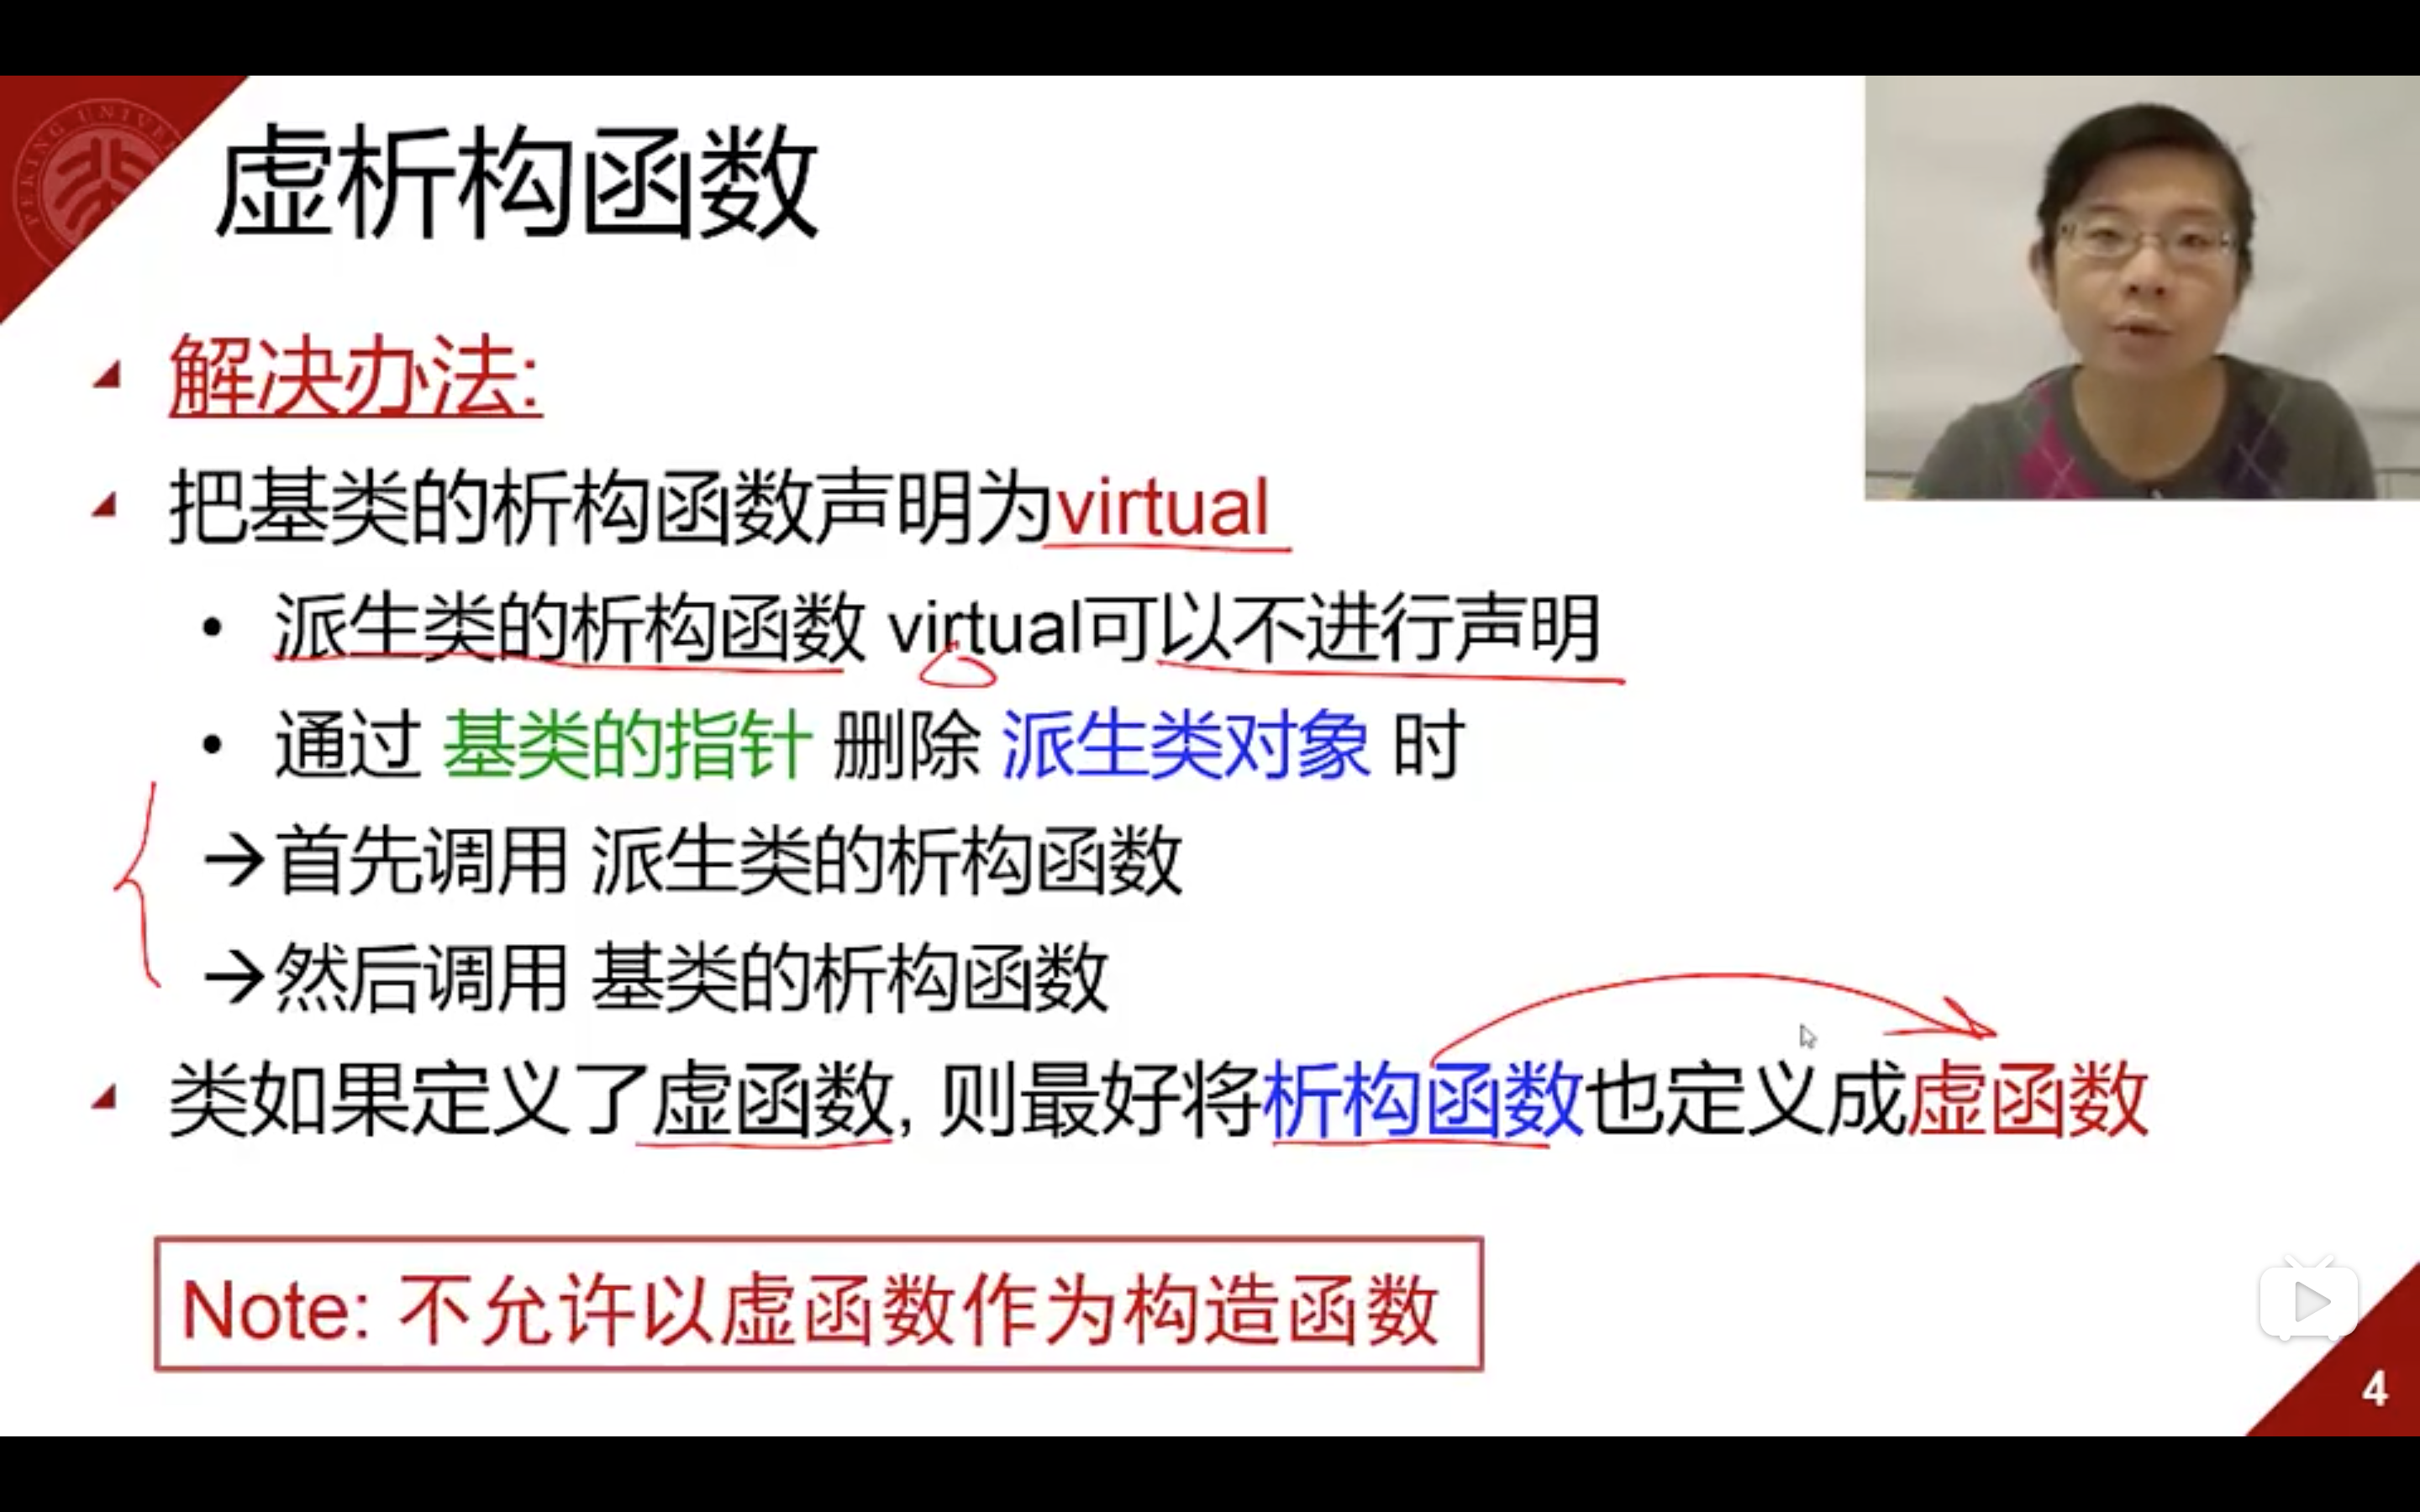 虚析构函数
解决办法:
把基类的析构函数声明为virtual
• 派生类的析构函数 virtual可以不进行声明
• 通过 基类的指针 删除 派生类对象 时
→首先调用 派生类的析构函数
→然后调用 基类的析构函数
类如果定义了虚函数, 则最好将析构函数也定义成虚函数
Note: 不允许以虚函数作为构造函数
4